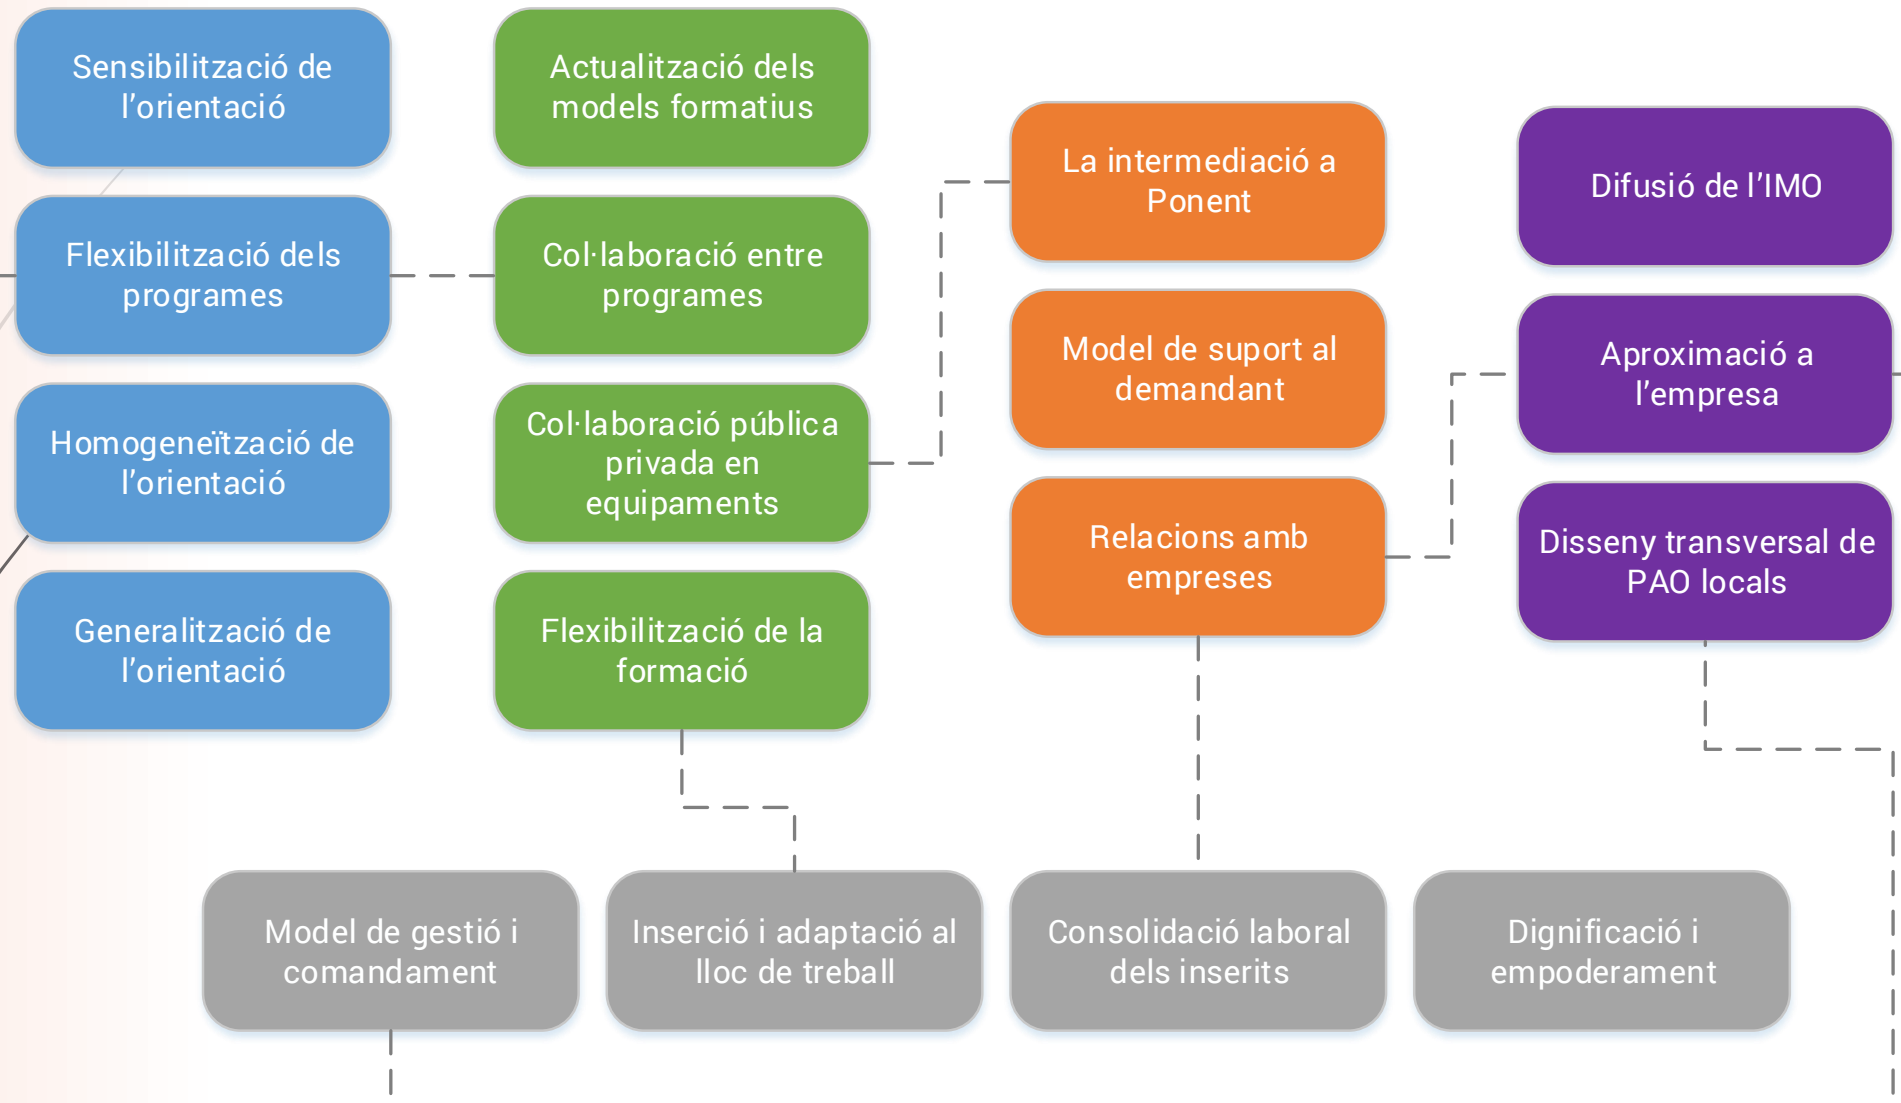 Sensibilització de
l'orientació
Flexibilització dels
programes
Homogeneïtzació de
l'orientació
Generalització de
l'orientació
Actualització dels
models formatius
Col·laboració entre
programes
Col·laboració pública
privada en
equipaments
Flexibilització de la
formació
La intermediació a
Ponent
Model de suport al
demandant
Relacions amb
empreses
Difusió de l'IMO
Aproximació a
l'empresa
Disseny transversal de
PAO locals
Model de gestió i
comandament
Inserció i adaptació al
lloc de treball
Consolidació laboral
dels inserits
Dignificació i
empoderament